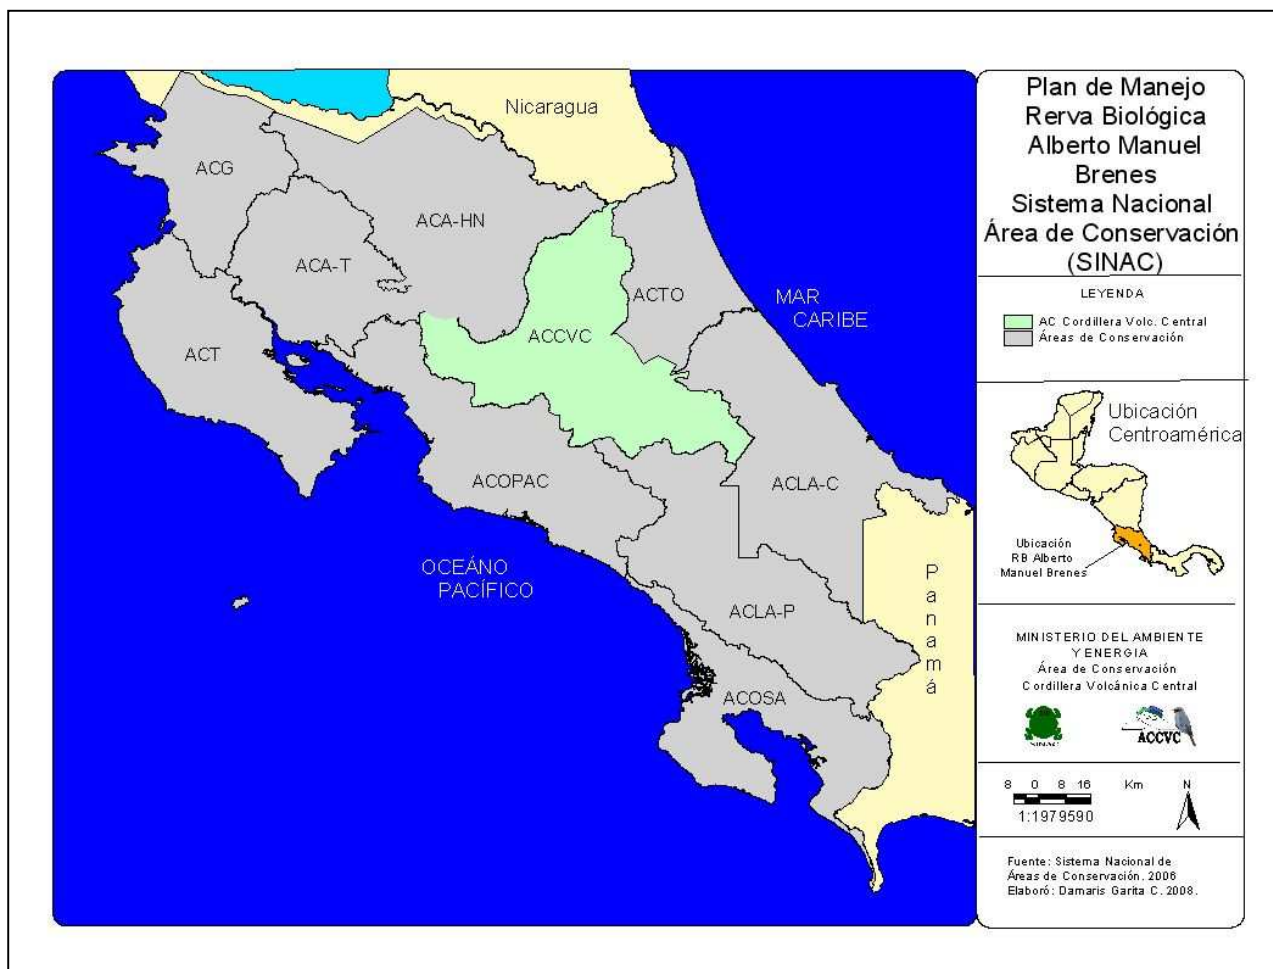 Nicaragua
ACG
ACA-HN
ACA-T
ACTO
MAR
CARIBE
ACCVC
ACT
ACOPAC
ACLA-C
OCEÁNO
PACÍFICO
ACLA-P
Panamá
ACOSA
Plan de Manejo
Rerva Biológica
Alberto Manuel
Brenes
Sistema Nacional
Área de Conservación
(SINAC)
LEYENDA
AC Cordillera Volc. Central
Áreas de Conservación
Ubicación
Centroamérica
Ubicación
RB Alberto
Manuel Brenes
MINISTERIO DEL AMBIENTE
Y ENERGIA
Área de Conservación
Cordillera Volcánica Central
SINAC
ACCVC
8 0 8 16 Km
N
1:1979590
Fuente: Sistema Nacional de
Áreas de Conservación. 2006
Elaboró: Damaris Garita C. 2008.